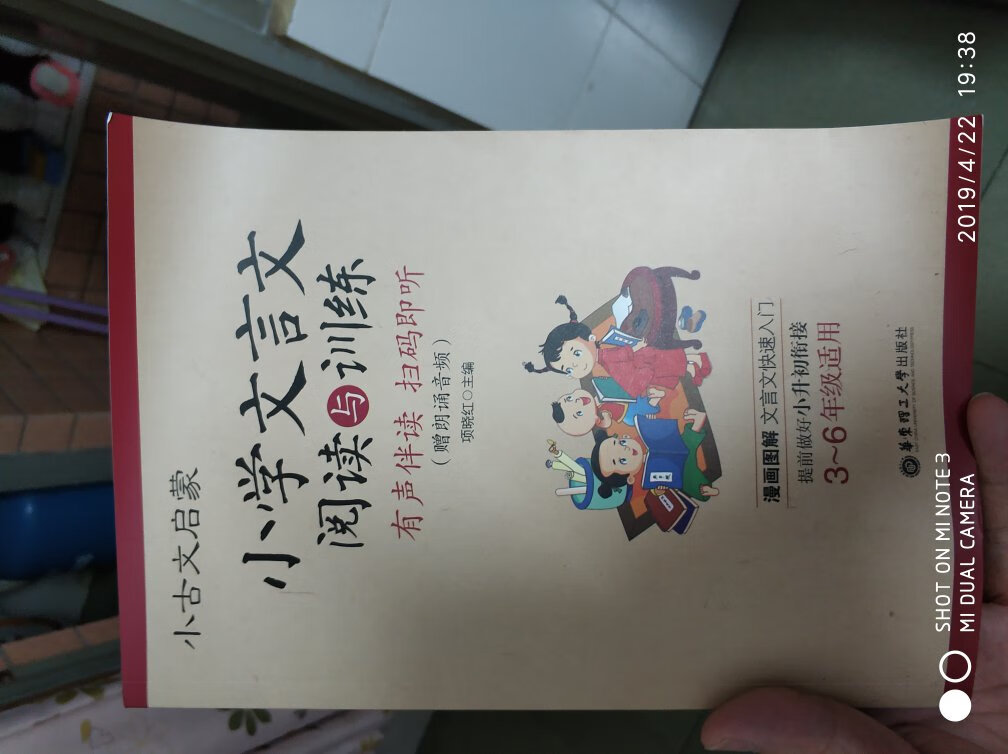 小古文启蒙
小学文言文
阅读与训练
有声伴读 扫码即听
（赠朗诵音频）
项晓红〇主编
漫画图解 文言文快速入门
提前做好小升初衔接
3~6年级适用
华东理工大学出版社
SHOT ON MI NOTE3
MI DUAL CAMERA
2019/4/22 19:38